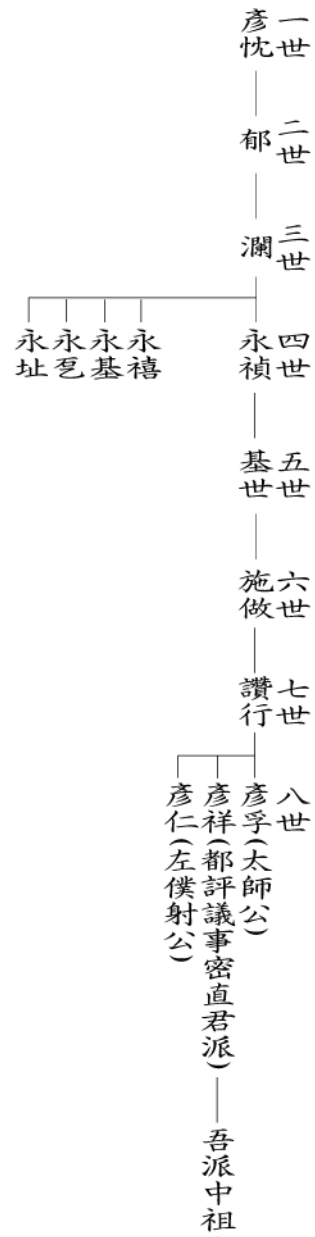 一世
彥忱
二世
郁
三世
瀾
四世
永禎
永禧
永基
永㐓
永址
五世
基世
六世
施做
七世
讚行
八世
彥孚(太師公)
彥祥(都評議事密直君派)
吾派中祖
彥仁(左僕射公)